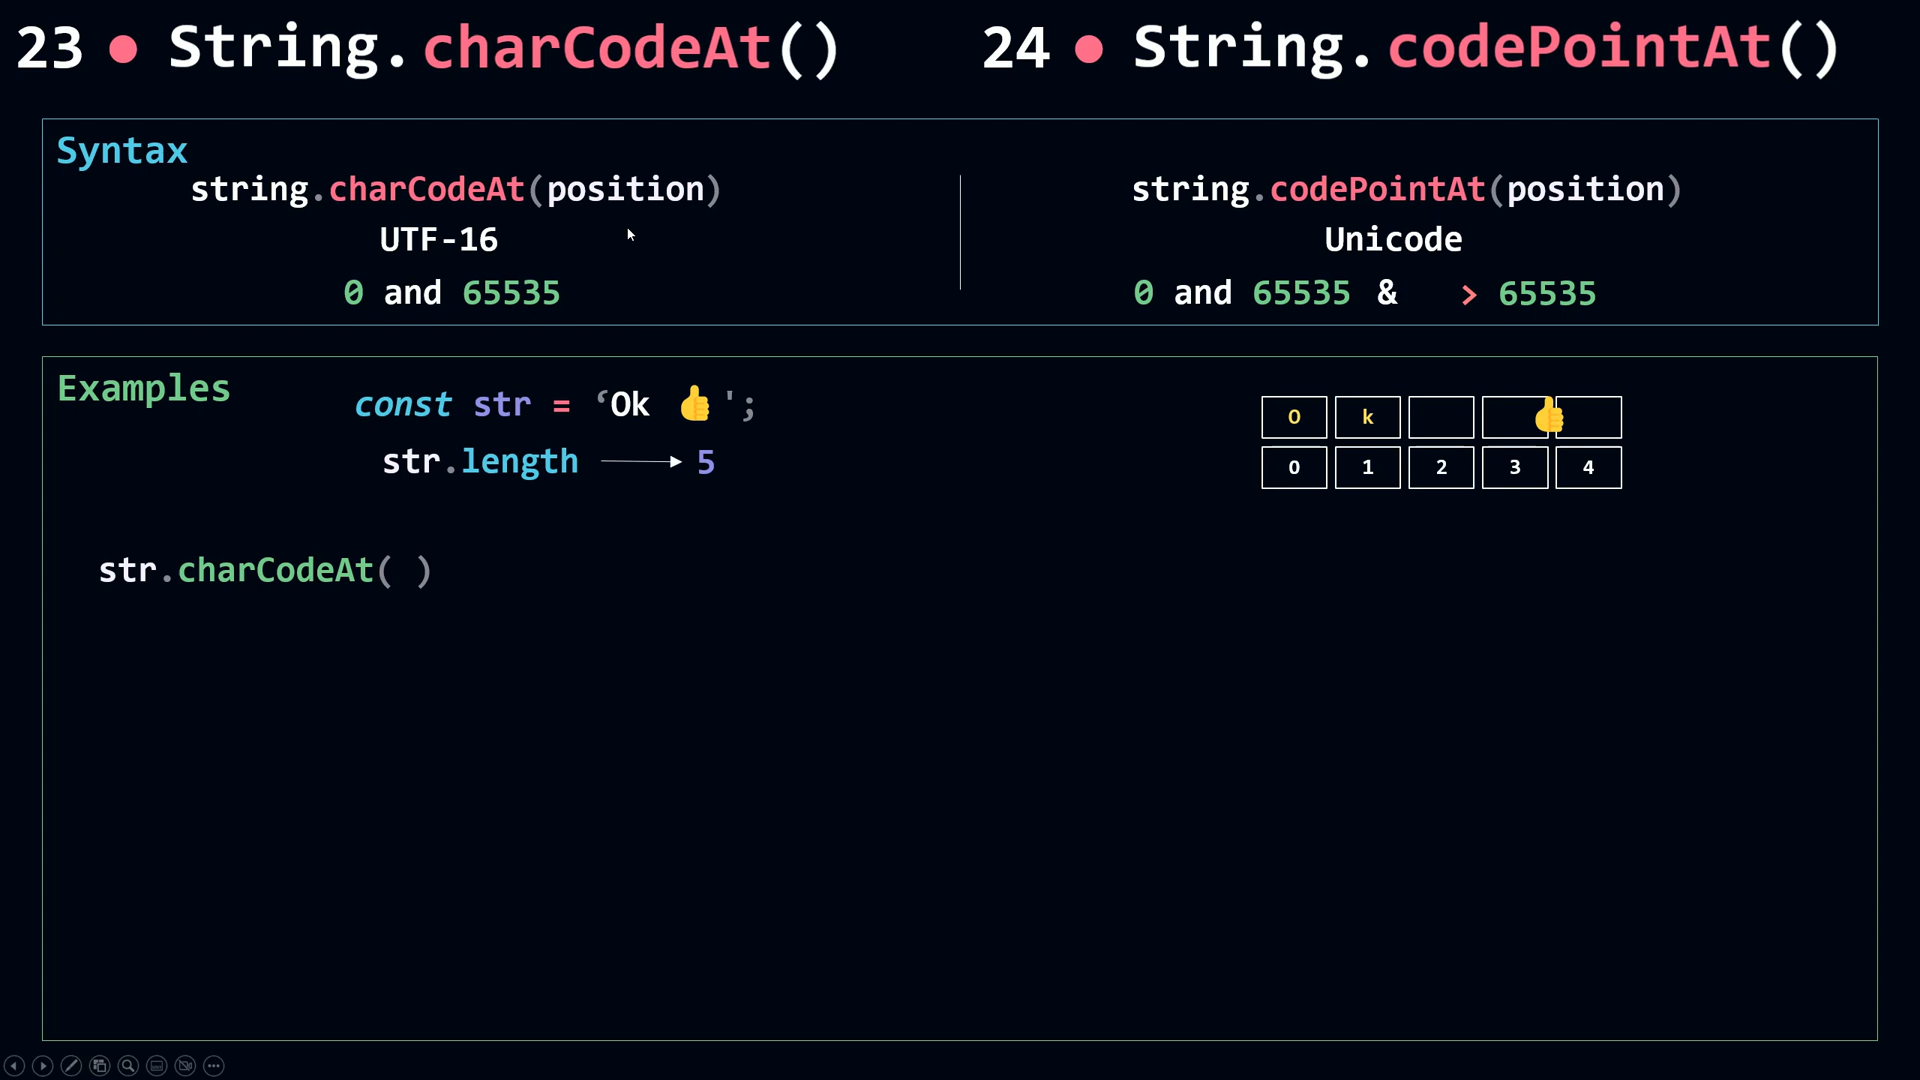 23 • String.charCodeAt()
24 • String.codePointAt()
Syntax
string.charCodeAt(position)
UTF-16
0 and 65535
string.codePointAt(position)
Unicode
0 and 65535 & > 65535
Examples
const str = ‘Ok 👍';
str.length → 5
O k 👍
0 1 2 3 4
str.charCodeAt( )